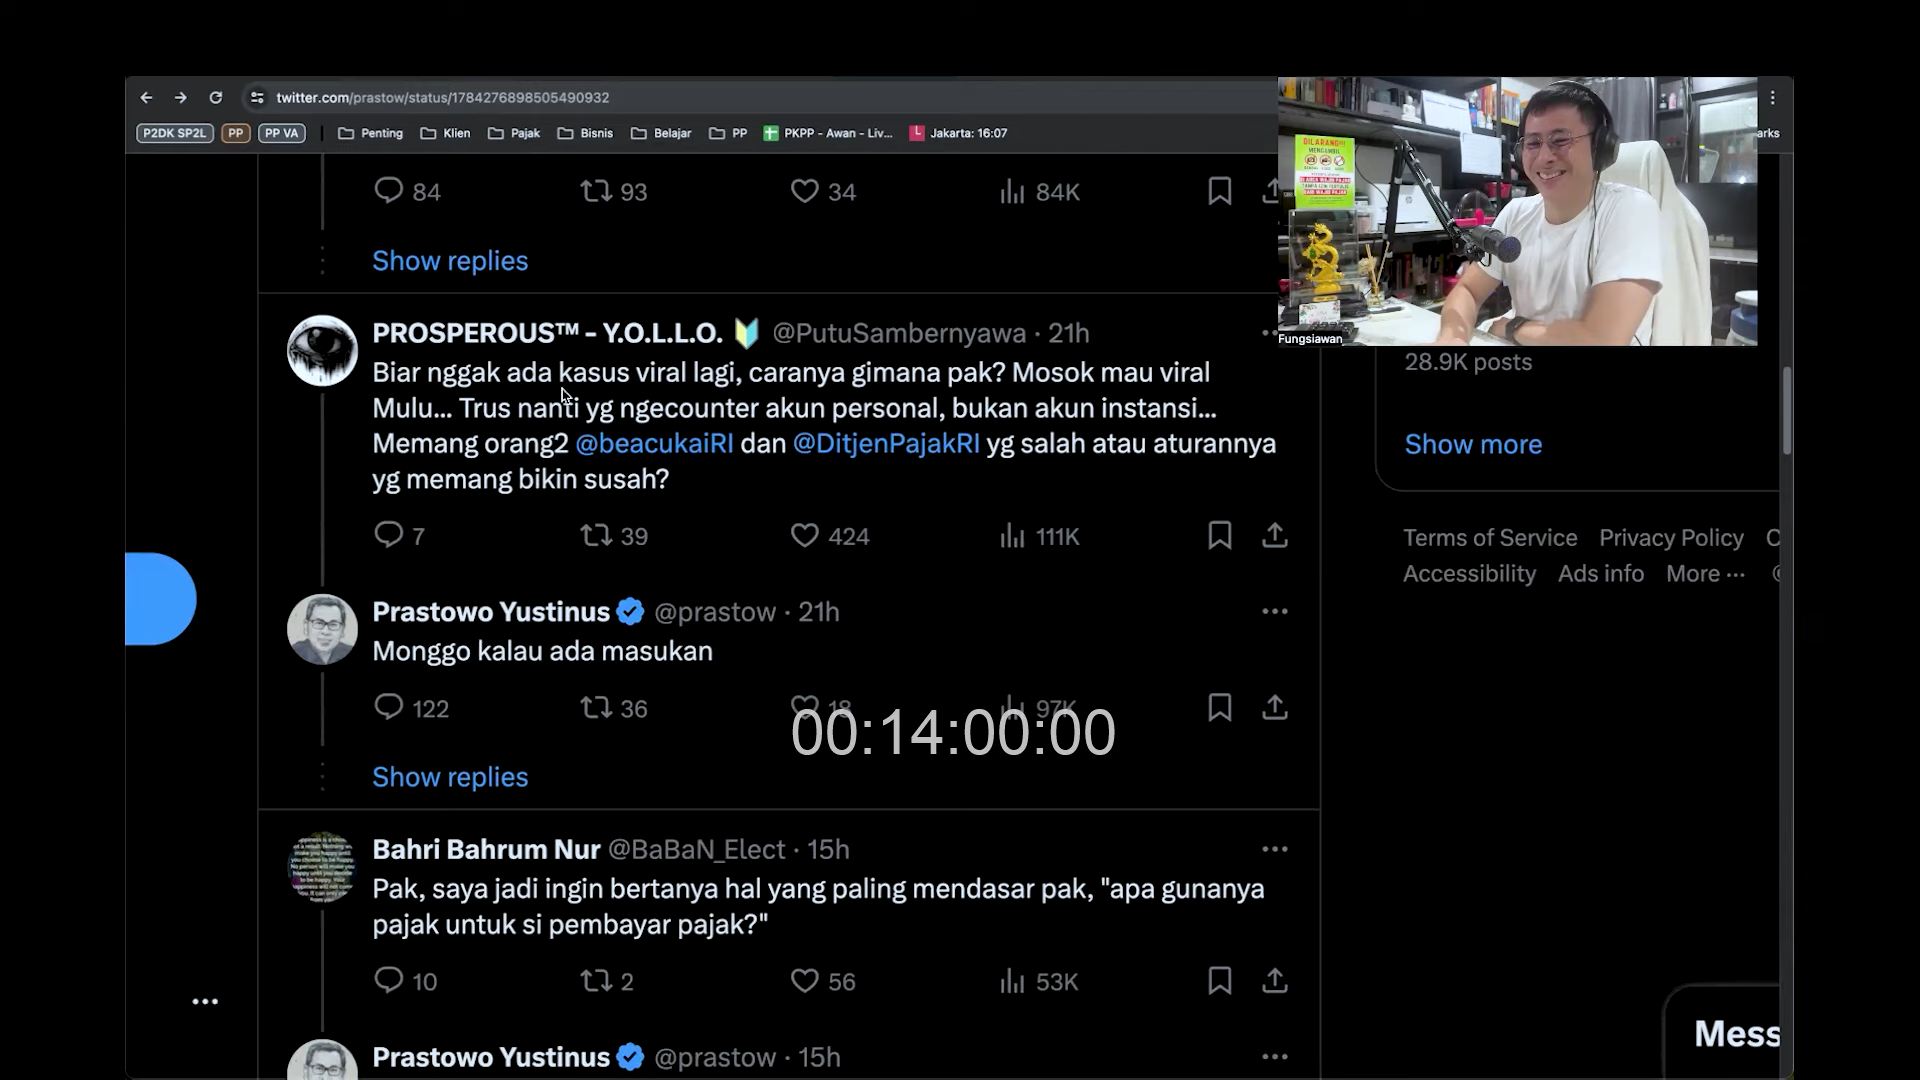 twitter.com/prastow/status/1784276898505490932
P2DK SP2L PP PP VA Penting Klien Pajak Bisnis Belajar PP PKPP - Awan - Liv... Jakarta: 16:07
arks
DILARANG!!!
MENGAMBIL
Fungsiawan
84 93 34 84K
Show replies
PROSPEROUS™ - Y.O.L.L.O. @PutuSambernyawa · 21h
Biar nggak ada kasus viral lagi, caranya gimana pak? Mosok mau viral
Mulu... Trus nanti yg ngecounter akun personal, bukan akun instansi...
Memang orang2 @beacukaiRI dan @DitjenPajakRI yg salah atau aturannya
yg memang bikin susah?
7 39 424 111K
Prastowo Yustinus @prastow · 21h
Monggo kalau ada masukan
122 36 18 97K
00:14:00:00
Show replies
Bahri Bahrum Nur @BaBaN_Elect · 15h
Pak, saya jadi ingin bertanya hal yang paling mendasar pak, "apa gunanya
pajak untuk si pembayar pajak?"
10 2 56 53K
Prastowo Yustinus @prastow · 15h
28.9K posts
Show more
Terms of Service Privacy Policy C
Accessibility Ads info More ...
Mess